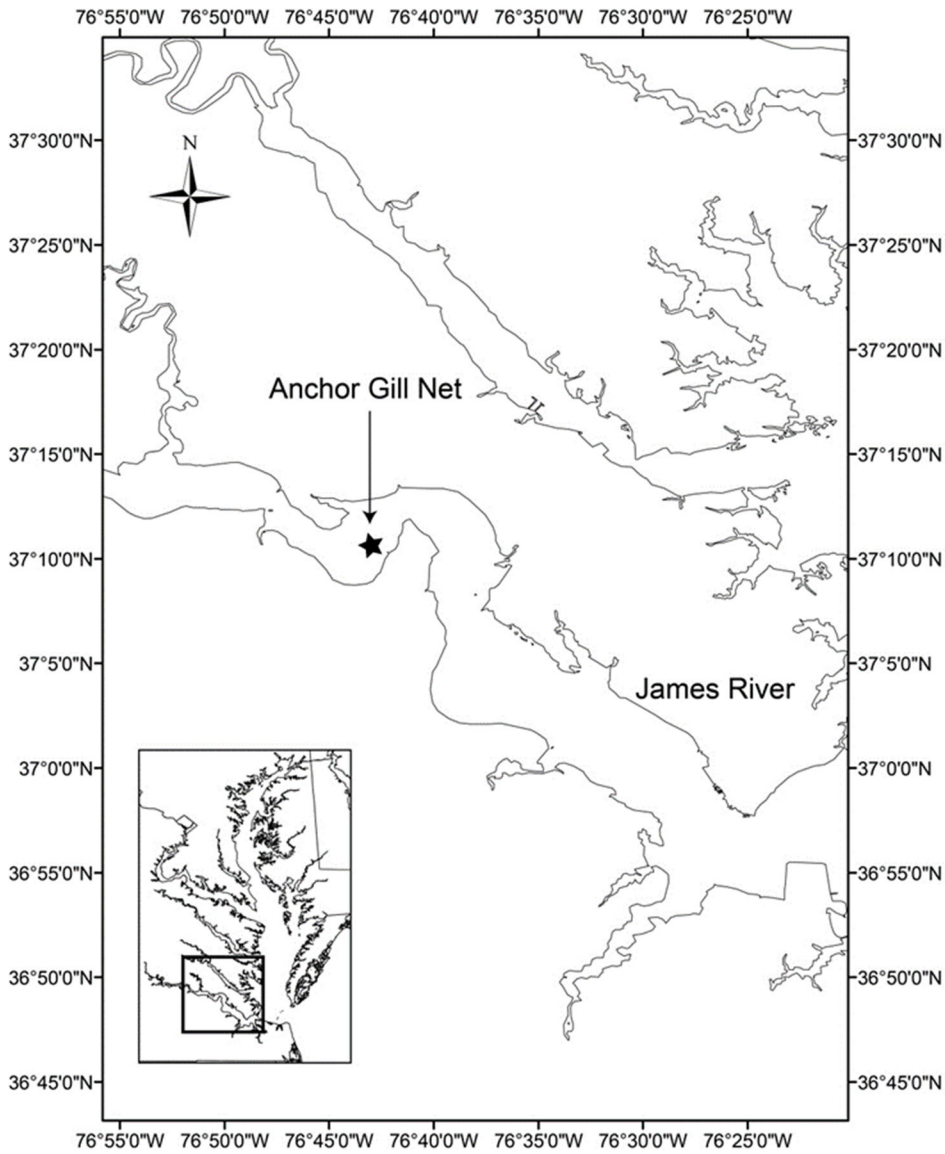 76°55'0"W 76°50'0"W 76°45'0"W 76°40'0"W 76°35'0"W 76°30'0"W 76°25'0"W
37°30'0"N 37°30'0"N
N
37°25'0"N 37°25'0"N
37°20'0"N 37°20'0"N
Anchor Gill Net
37°15'0"N 37°15'0"N
37°10'0"N 37°10'0"N
37°5'0"N 37°5'0"N
James River
37°0'0"N 37°0'0"N
36°55'0"N 36°55'0"N
36°50'0"N 36°50'0"N
36°45'0"N 36°45'0"N
76°55'0"W 76°50'0"W 76°45'0"W 76°40'0"W 76°35'0"W 76°30'0"W 76°25'0"W